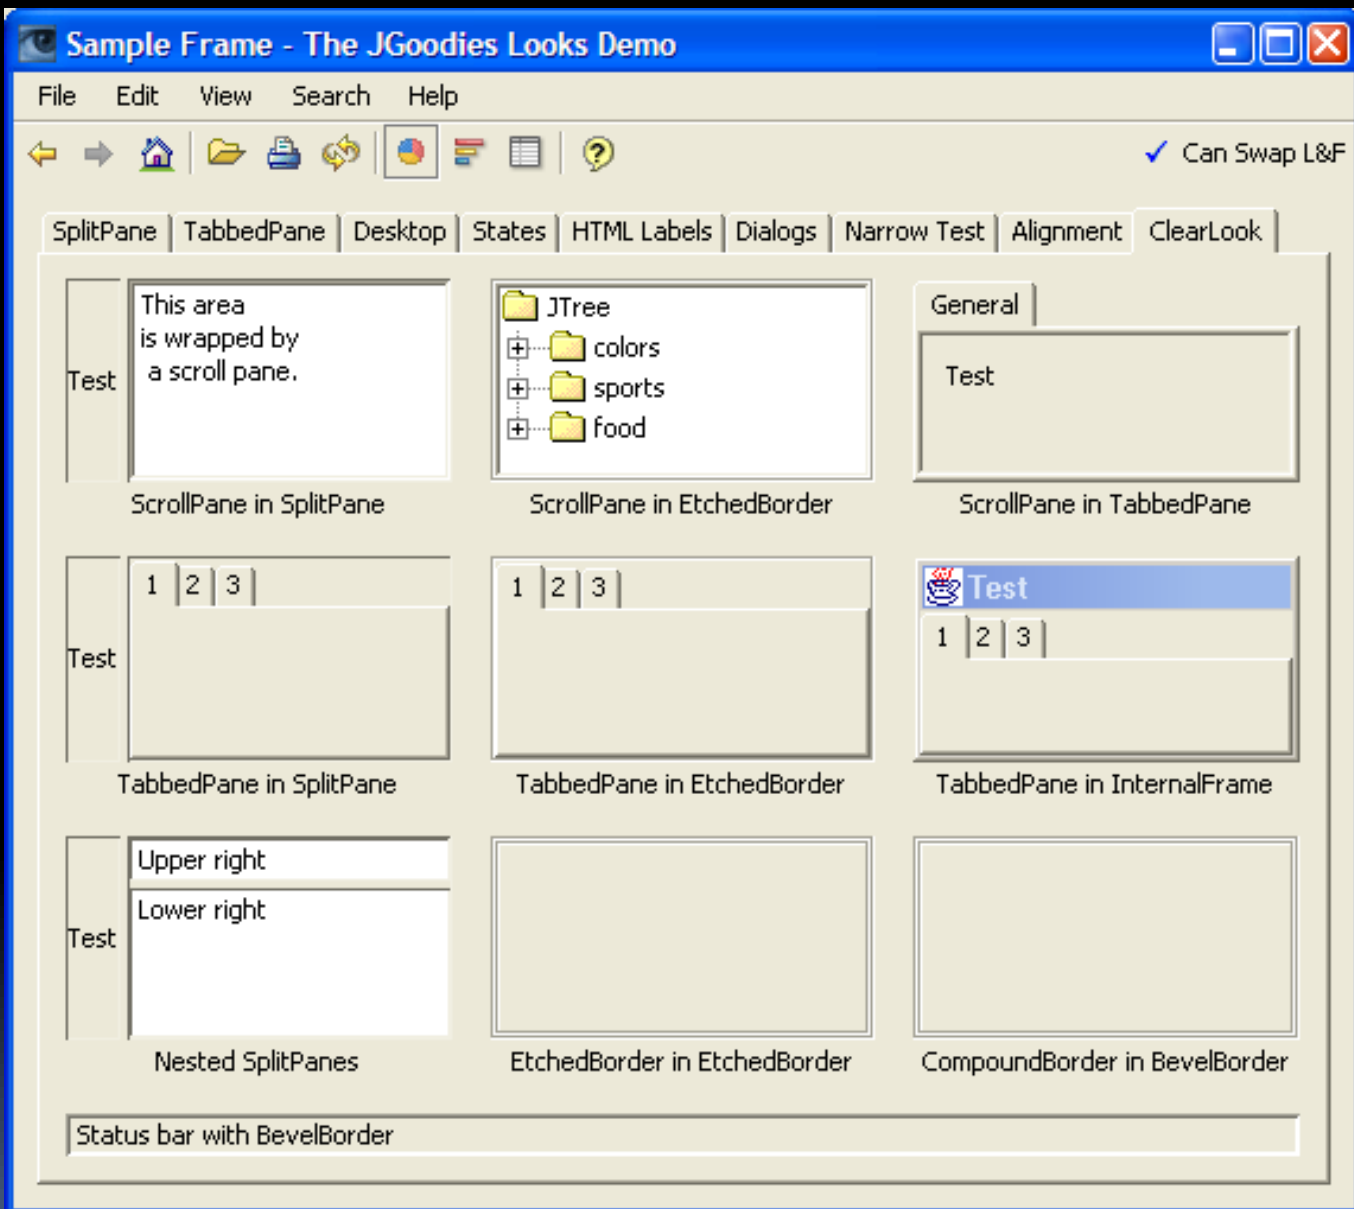 Sample Frame - The JGoodies Looks Demo
File Edit View Search Help
Can Swap L&F
SplitPane TabbedPane Desktop States HTML Labels Dialogs Narrow Test Alignment ClearLook
Test
This area
is wrapped by
a scroll pane.
ScrollPane in SplitPane
JTree
colors
sports
food
ScrollPane in EtchedBorder
General
Test
ScrollPane in TabbedPane
Test
1 2 3
TabbedPane in SplitPane
1 2 3
TabbedPane in EtchedBorder
Test
1 2 3
TabbedPane in InternalFrame
Test
Upper right
Lower right
Nested SplitPanes
EtchedBorder in EtchedBorder
CompoundBorder in BevelBorder
Status bar with BevelBorder